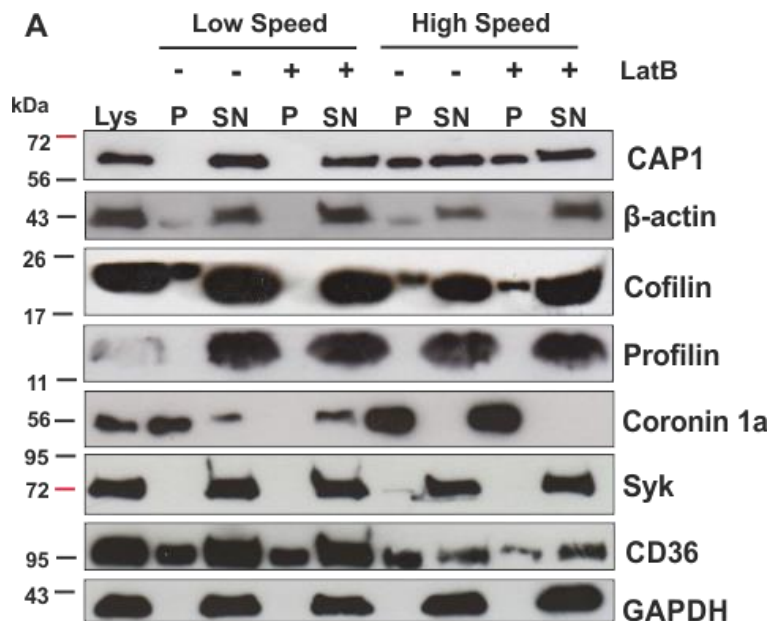 A
Low Speed High Speed
- - + + - - + + LatB
kDa
Lys P SN P SN P SN P SN
72
CAP1
56
43 β-actin
26
Cofilin
17
Profilin
11
56 Coronin 1a
95
Syk
72
95 CD36
43
GAPDH